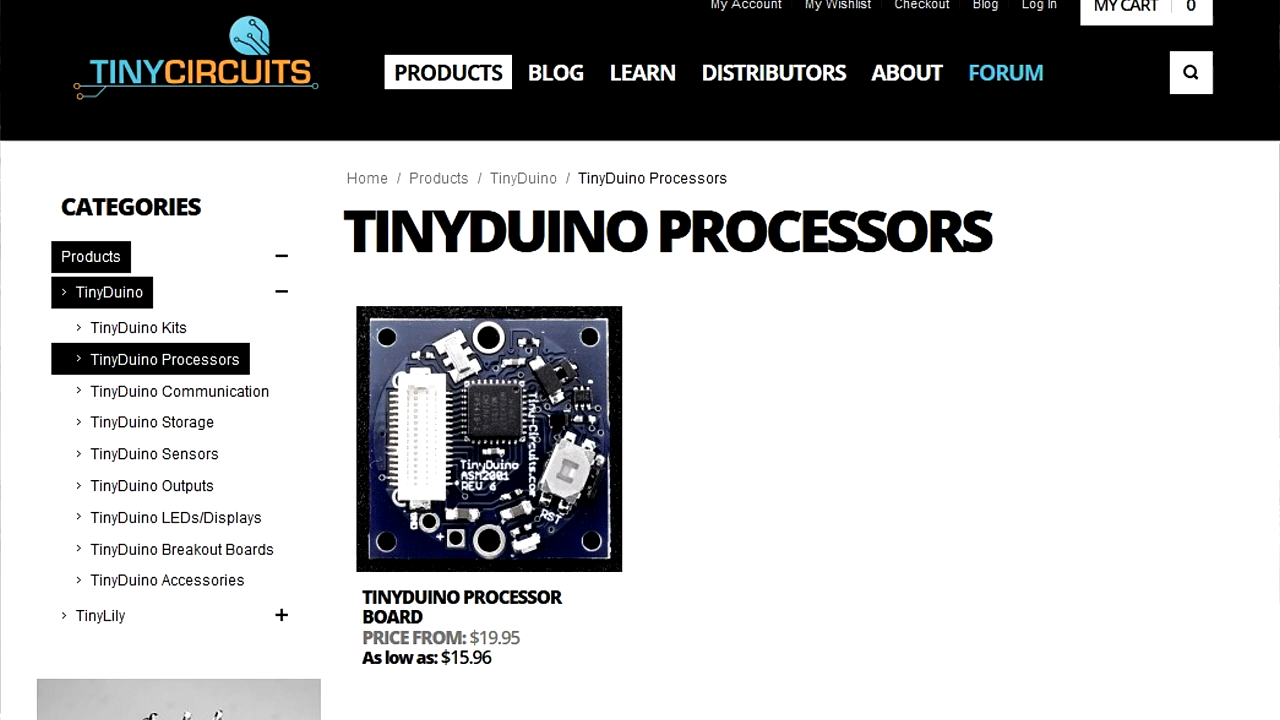 My Account
My Wishlist
Checkout
Blog
Log In
MY CART 0
TINYCIRCUITS
PRODUCTS
BLOG
LEARN
DISTRIBUTORS
ABOUT
FORUM
Home / Products / TinyDuino / TinyDuino Processors
CATEGORIES
Products
TinyDuino
TinyDuino Kits
TinyDuino Processors
TinyDuino Communication
TinyDuino Storage
TinyDuino Sensors
TinyDuino Outputs
TinyDuino LEDs/Displays
TinyDuino Breakout Boards
TinyDuino Accessories
TinyLily
TINYDUINO PROCESSORS
Tiny-Circuits.com
TinyDuino
ASM2001
REV 6
RST
TINYDUINO PROCESSOR
BOARD
PRICE FROM: $19.95
As low as: $15.96